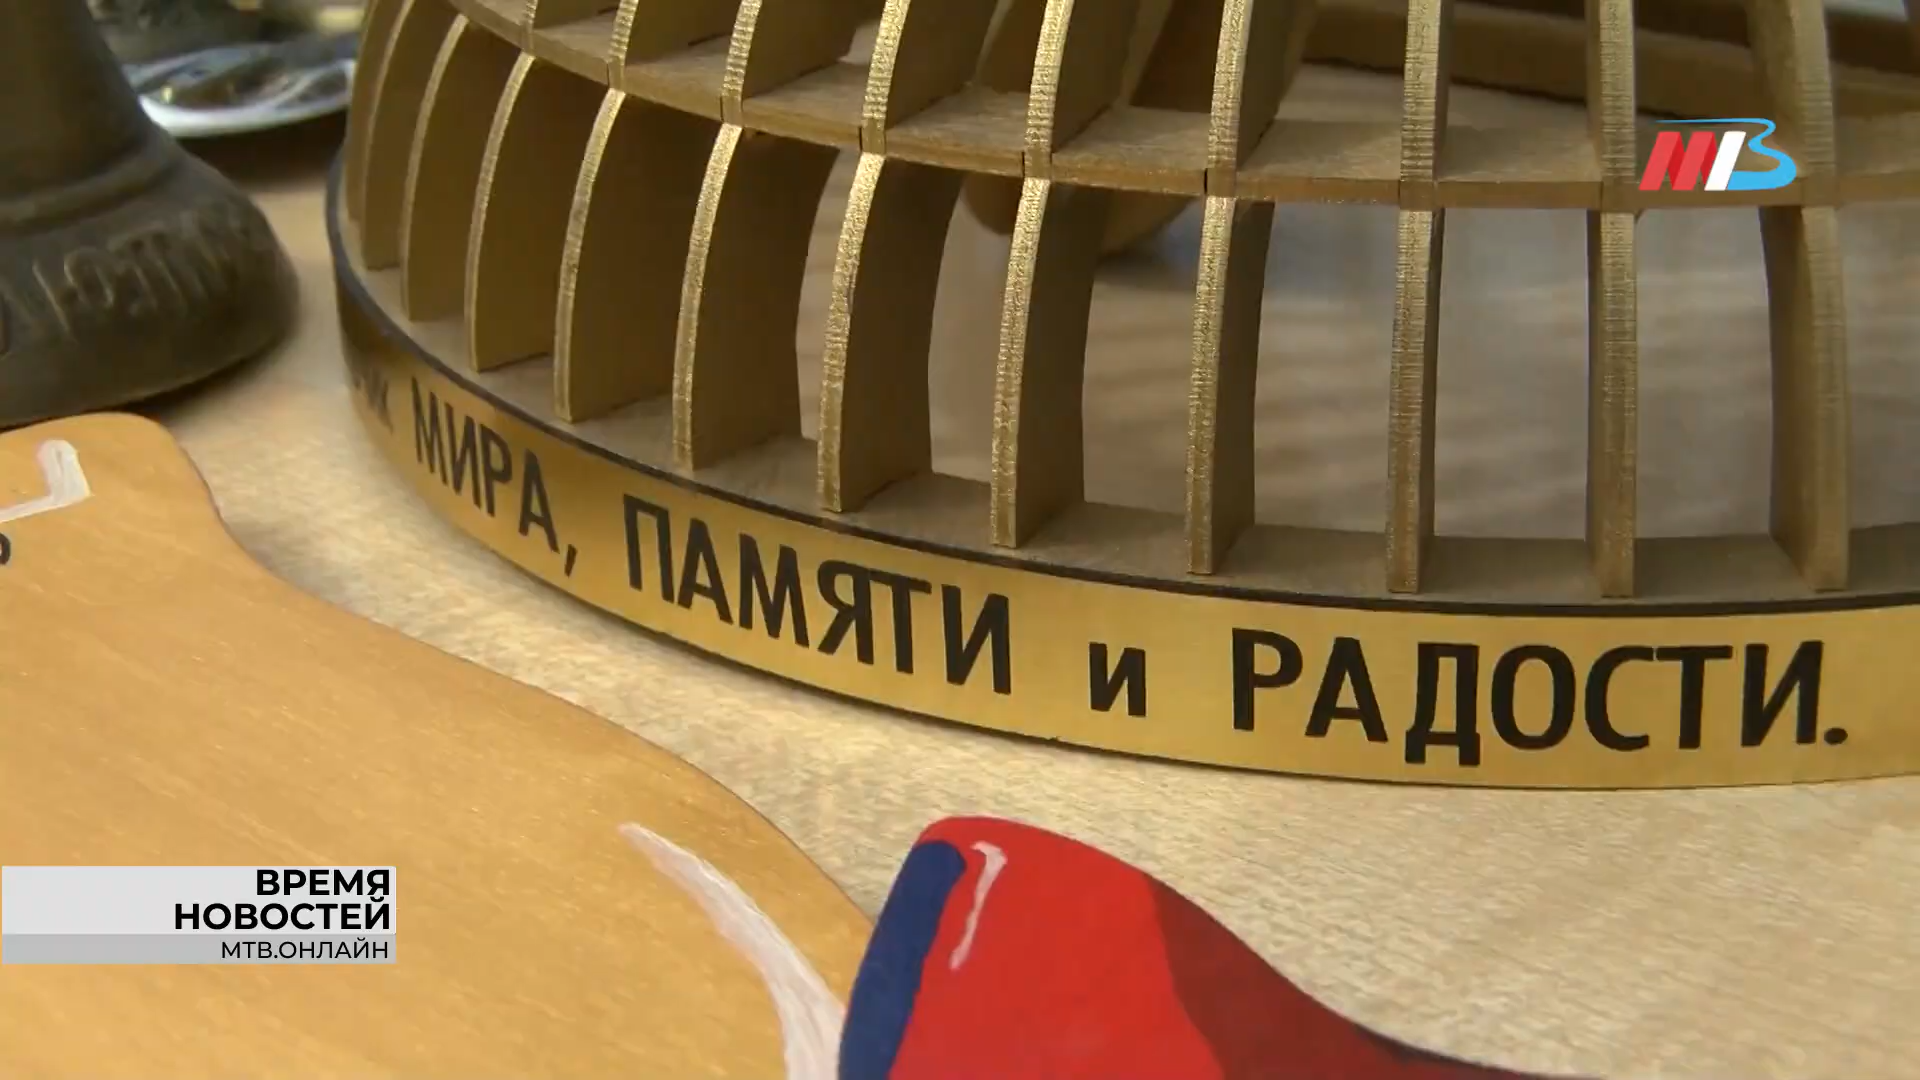 МИРА, ПАМЯТИ и РАДОСТИ.
ВРЕМЯ
НОВОСТЕЙ
МТВ.ОНЛАЙН